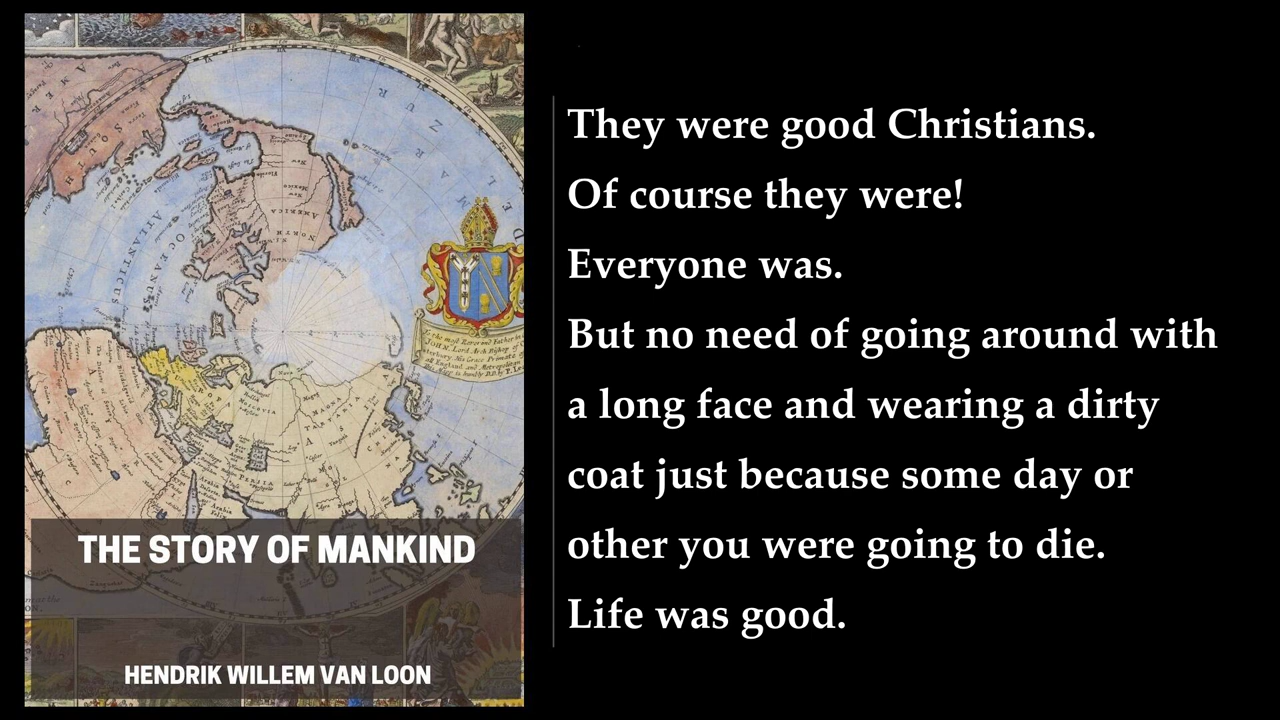 THE STORY OF MANKIND
HENDRIK WILLEM VAN LOON
They were good Christians.
Of course they were!
Everyone was.
But no need of going around with
a long face and wearing a dirty
coat just because some day or
other you were going to die.
Life was good.